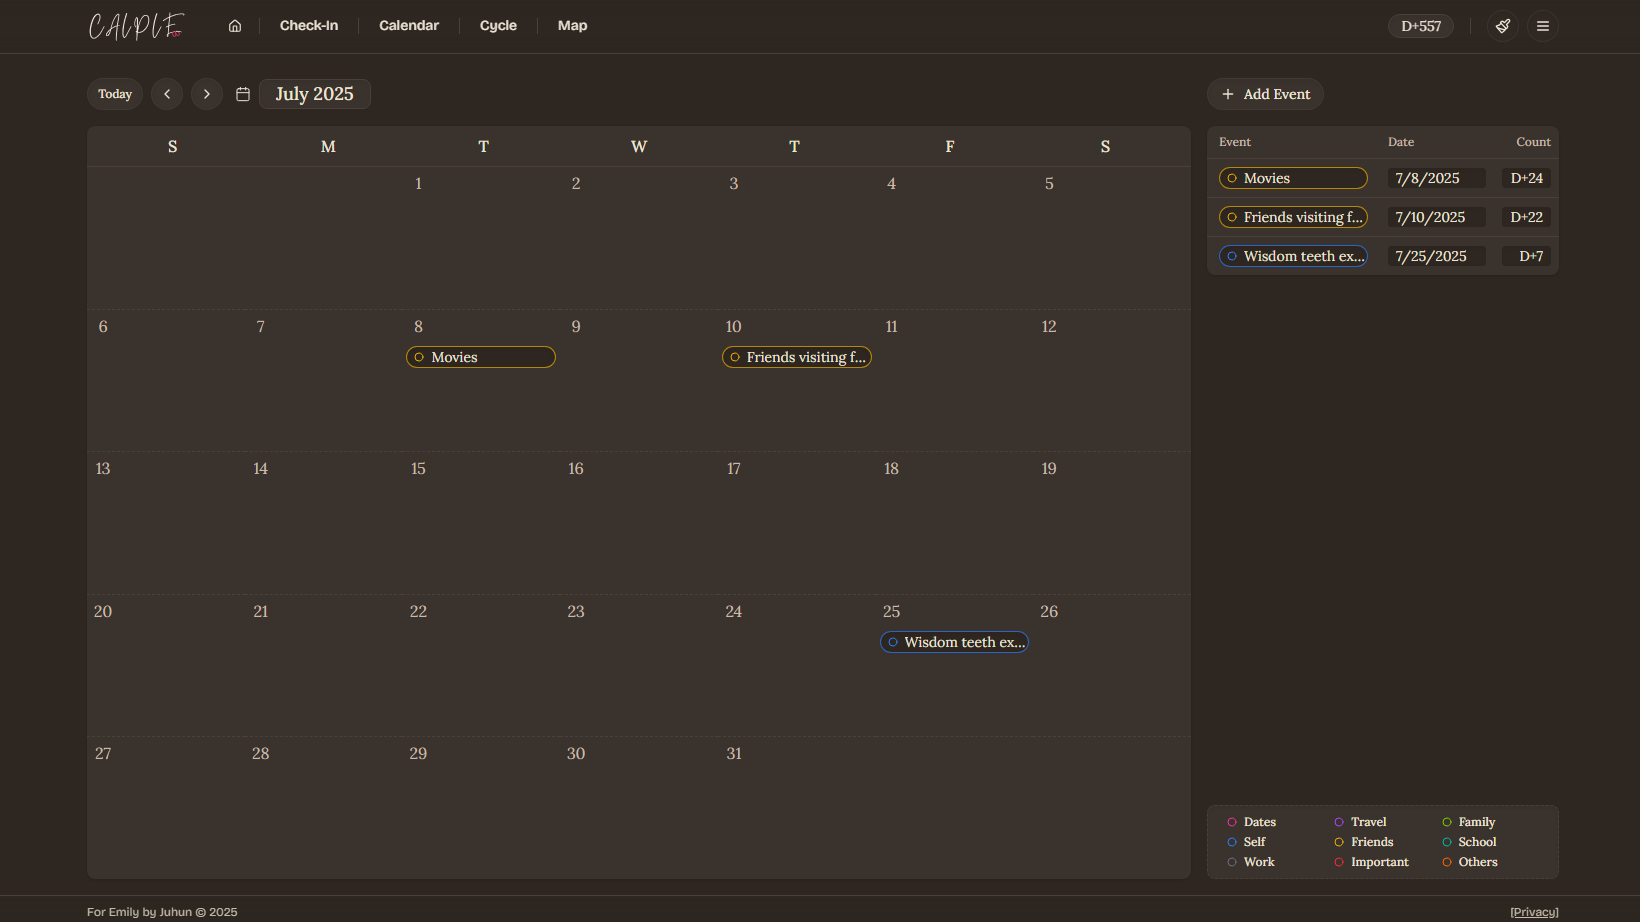 CALPLE
Check-In
Calendar
Cycle
Map
D+557
Today
July 2025
Add Event
S M T W T F S
1 2 3 4 5
6 7 8 9 10 11 12
Movies
Friends visiting f...
13 14 15 16 17 18 19
20 21 22 23 24 25 26
Wisdom teeth ex...
27 28 29 30 31
Event Date Count
Movies 7/8/2025 D+24
Friends visiting f... 7/10/2025 D+22
Wisdom teeth ex... 7/25/2025 D+7
Dates Travel Family
Self Friends School
Work Important Others
For Emily by Juhun © 2025
[Privacy]